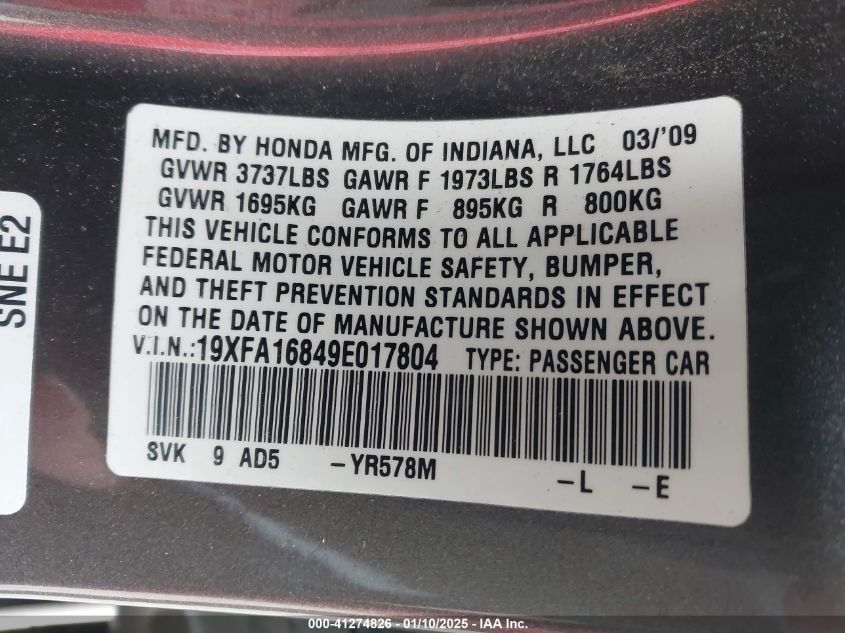 MFD. BY HONDA MFG. OF INDIANA, LLC 03/'09
GVWR 3737LBS GAWR F 1973LBS R 1764LBS
GVWR 1695KG GAWR F 895KG R 800KG
THIS VEHICLE CONFORMS TO ALL APPLICABLE
FEDERAL MOTOR VEHICLE SAFETY, BUMPER,
AND THEFT PREVENTION STANDARDS IN EFFECT
ON THE DATE OF MANUFACTURE SHOWN ABOVE.
V.I.N.:19XFA16849E017804 TYPE: PASSENGER CAR
SVK 9 AD5 -YR578M -L -E
SNE E2
000-41274826 - 01/10/2025 - IAA Inc.